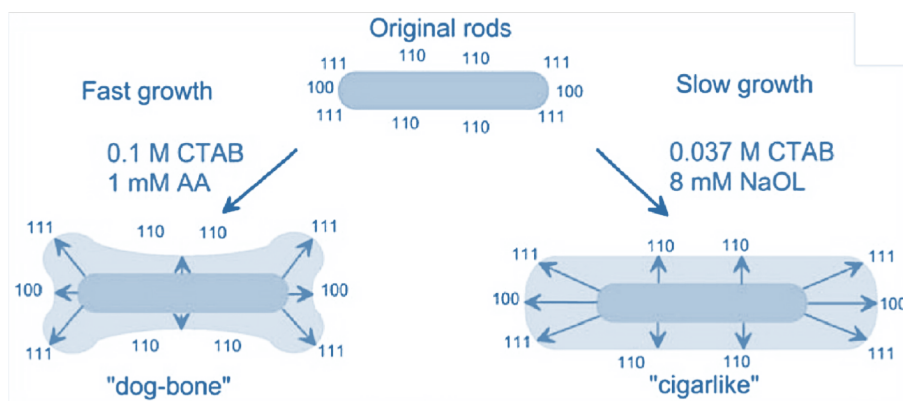 Original rods
111 110 110 111
100 100
111 110 110 111
Fast growth
0.1 M CTAB
1 mM AA
Slow growth
0.037 M CTAB
8 mM NaOL
111 110 110 111
100 100
111 110 110 111
"dog-bone"
111 110 110 111
100 100
111 110 110 111
"cigarlike"